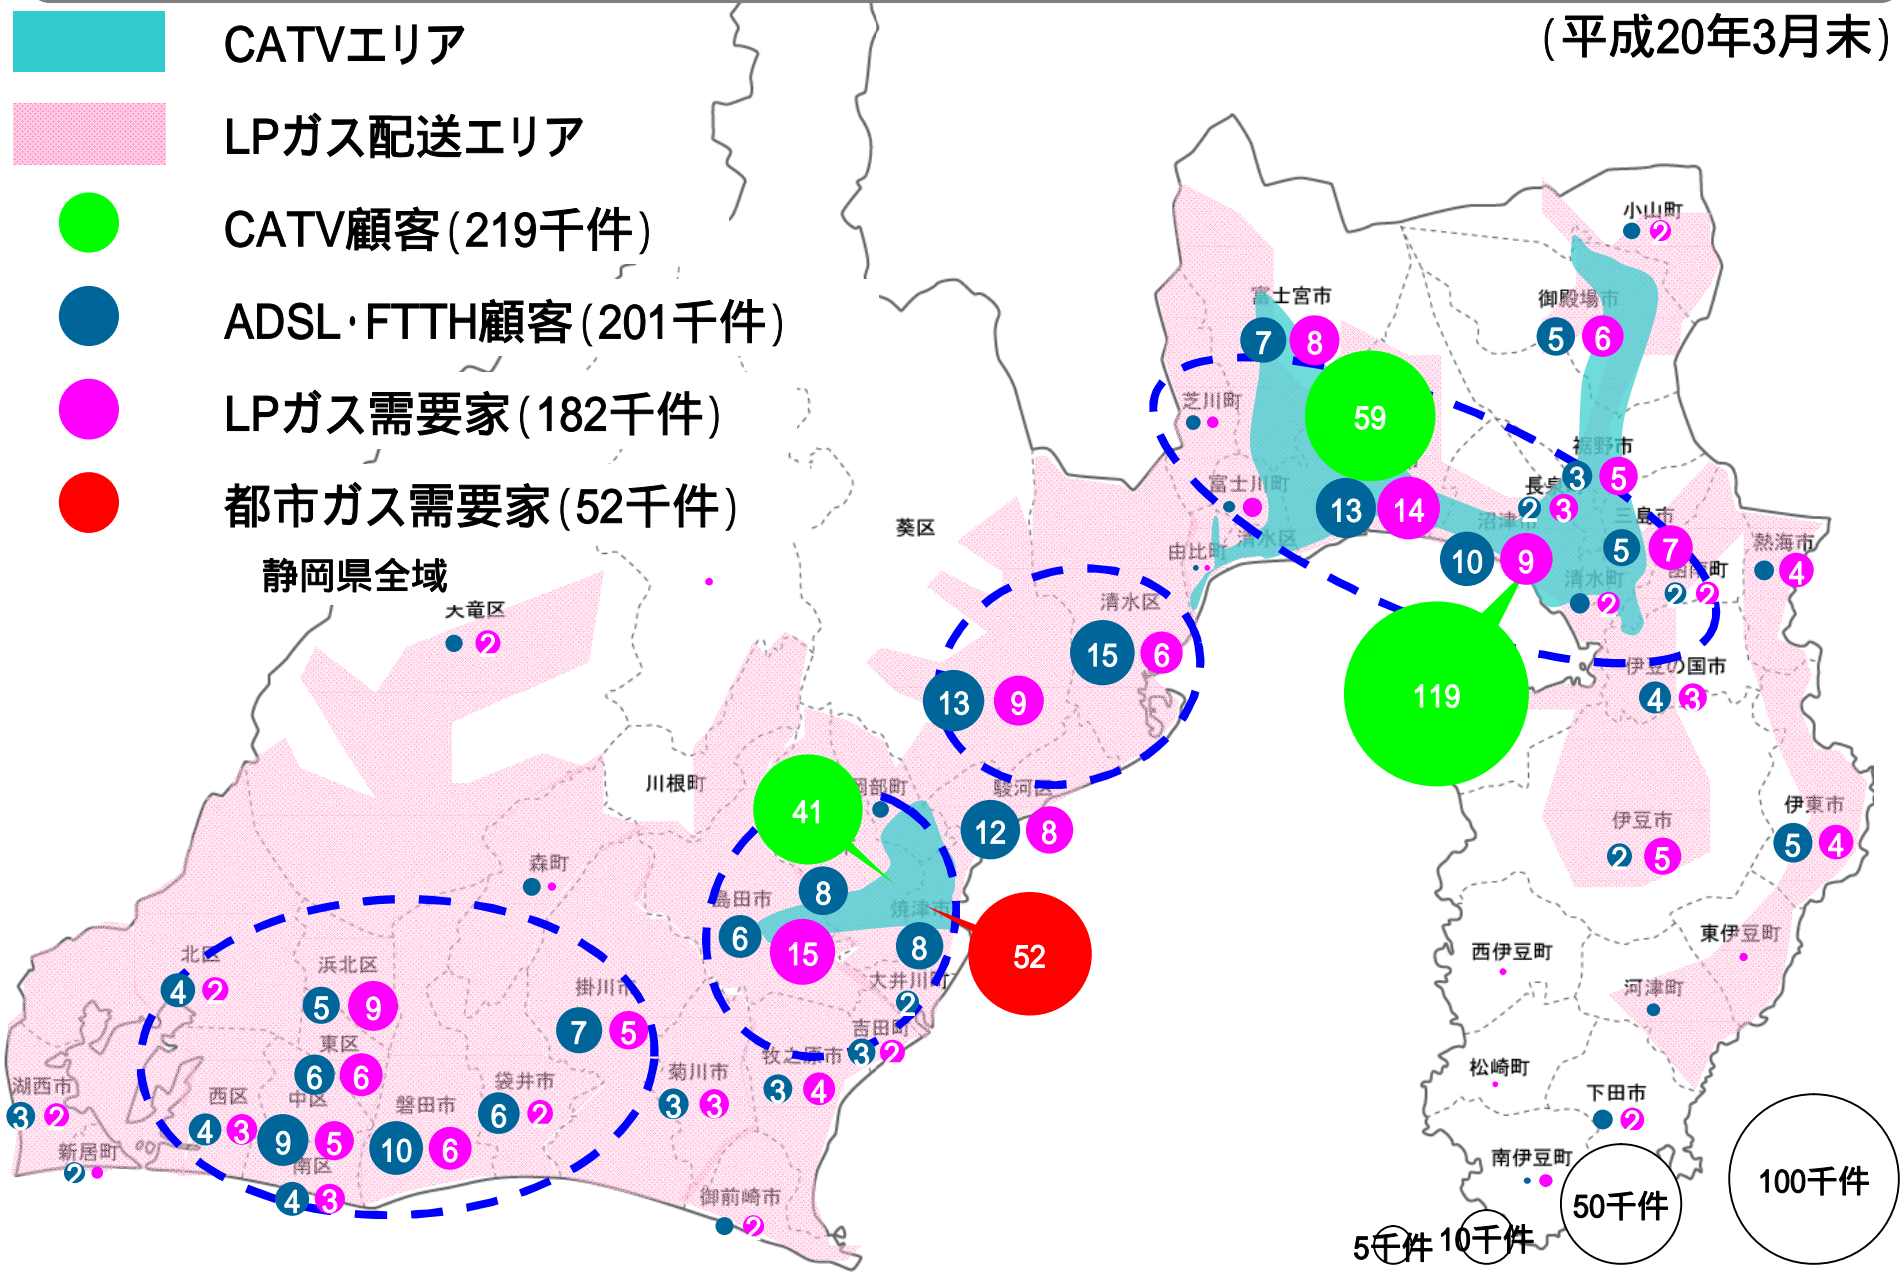 (平成20年3月末)
CATVエリア
LPガス配送エリア
CATV顧客(219千件)
ADSL・FTTH顧客(201千件)
LPガス需要家(182千件)
都市ガス需要家(52千件)
静岡県全域
小山町
2
富士宮市
7
8
御殿場市
5
6
芝川町
59
裾野市
3
5
富士川町
13
14
長泉
2
3
沼津市
三島市
5
7
葵区
由比町
清水区
10
9
熱海市
4
清水町
2
函南町
2
2
天竜区
2
清水区
15
6
13
9
伊豆の国市
4
3
119
川根町
41
岡部町
駿河区
12
8
伊豆市
2
5
伊東市
5
4
森町
8
島田市
6
15
焼津市
8
52
大井川町
2
西伊豆町
東伊豆町
河津町
北区
4
2
浜北区
5
9
掛川市
7
5
吉田町
3
2
牧之原市
3
4
東区
6
6
菊川市
3
3
湖西市
3
2
西区
4
3
中区
9
5
磐田市
10
6
袋井市
6
2
松崎町
下田市
2
新居町
2
南区
4
3
御前崎市
2
南伊豆町
5千件
10千件
50千件
100千件